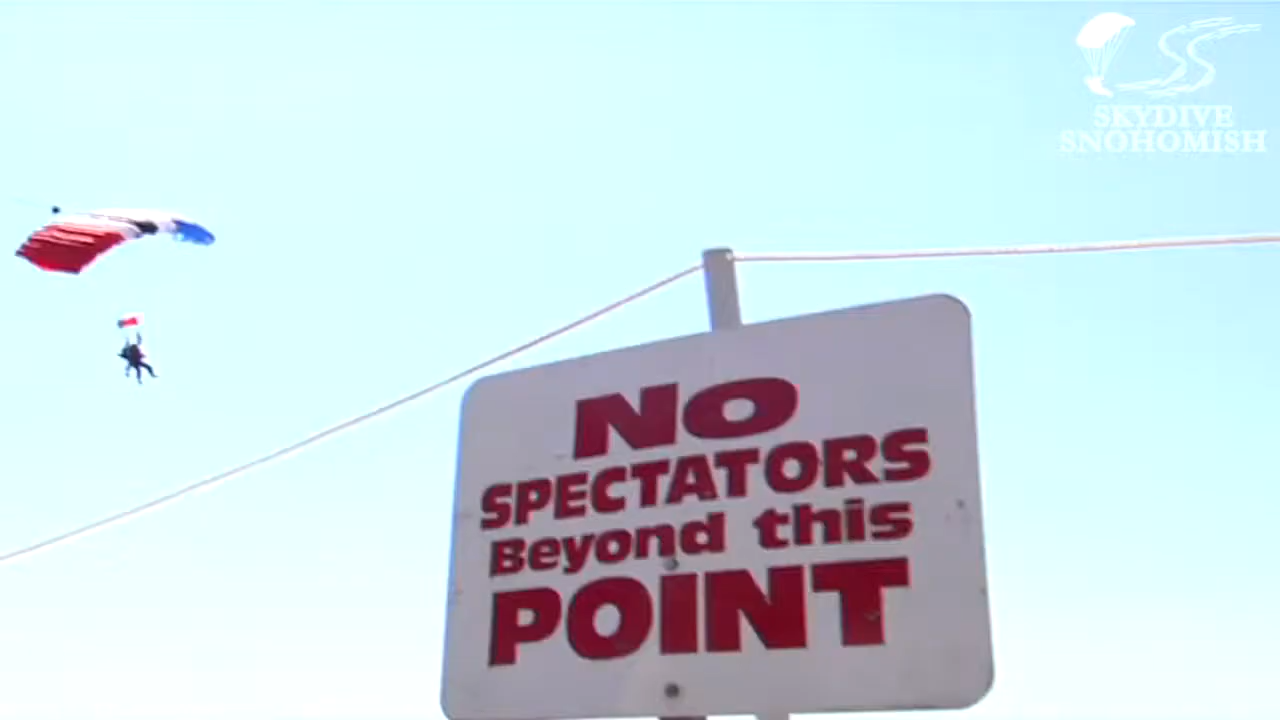 SKYDIVE
SNOHOMISH
NO
SPECTATORS
Beyond this
POINT